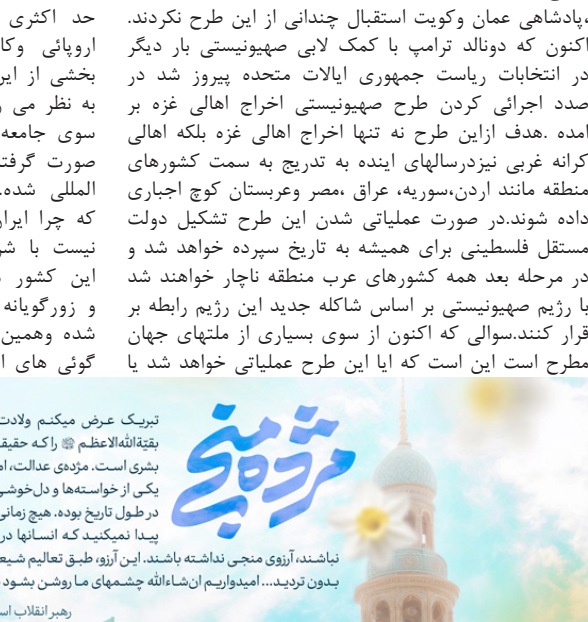 ،پادشاهی عمان وکویت استقبال چندانی از این طرح نکردند.
اکنون که دونالد ترامپ با کمک لابی صهیونیستی بار دیگر
در انتخابات ریاست جمهوری ایالات متحده پیروز شد در
صدد اجرائی کردن طرح صهیونیستی اخراج اهالی غزه بر
امده .هدف ازاین طرح نه تنها اخراج اهالی غزه بلکه اهالی
کرانه غربی نیزدرسالهای اینده به تدریج به سمت کشورهای
منطقه مانند اردن،سوریه، عراق ،مصر وعربستان کوچ اجباری
داده شوند.در صورت عملیاتی شدن این طرح تشکیل دولت
مستقل فلسطینی برای همیشه به تاریخ سپرده خواهد شد و
در مرحله بعد همه کشورهای عرب منطقه ناچار خواهند شد
با رژیم صهیونیستی بر اساس شاکله جدید این رژیم رابطه بر
قرار کنند.سوالی که اکنون از سوی بسیاری از ملتهای جهان
مطرح است این است که ایا این طرح عملیاتی خواهد شد یا
حد اکثری
اروپائی
بخشی از
به نظر می
سوی جامعه
صورت
المللی شده.
که چرا
نیست با
این کشور
و زورگویانه
شده وهمین
گوئی های
مژده‌ی منجی
تبریک عرض میکنم ولادت
بقیةالله‌الاعظم را که
بشری است. مژده‌ی عدالت،
یکی از خواسته‌ها و
در طول تاریخ بوده. هیچ زمانی
پیدا نمیکنید که انسانها در
نباشند، آرزوی منجی نداشته باشند. این آرزو، طبق تعالیم
بدون تردید... امیدواریم ان‌شاءالله چشمهای ما روشن بشود
رهبر انقلاب